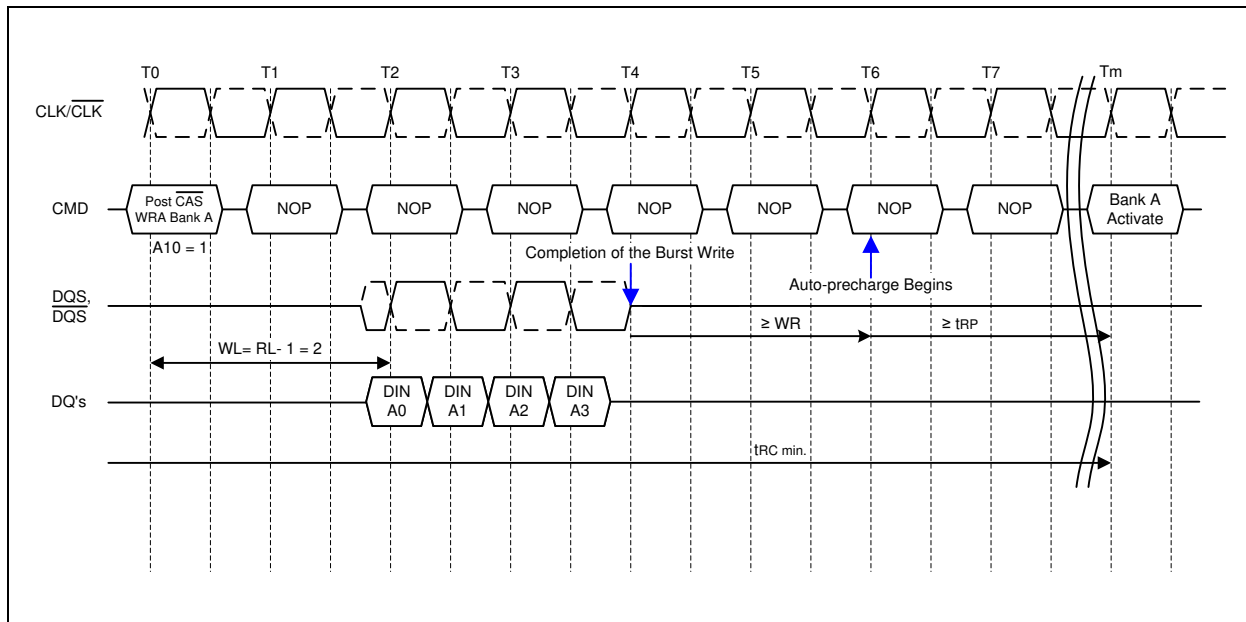 T0 T1 T2 T3 T4 T5 T6 T7 Tm
CLK/CLK
CMD
Post CAS
WRA Bank A
NOP NOP NOP NOP NOP NOP NOP
Bank A
Activate
A10 = 1
Completion of the Burst Write
Auto-precharge Begins
DQS,
DQS
≥ WR
≥ tRP
WL= RL- 1 = 2
DQ's
DIN
A0
DIN
A1
DIN
A2
DIN
A3
tRC min.